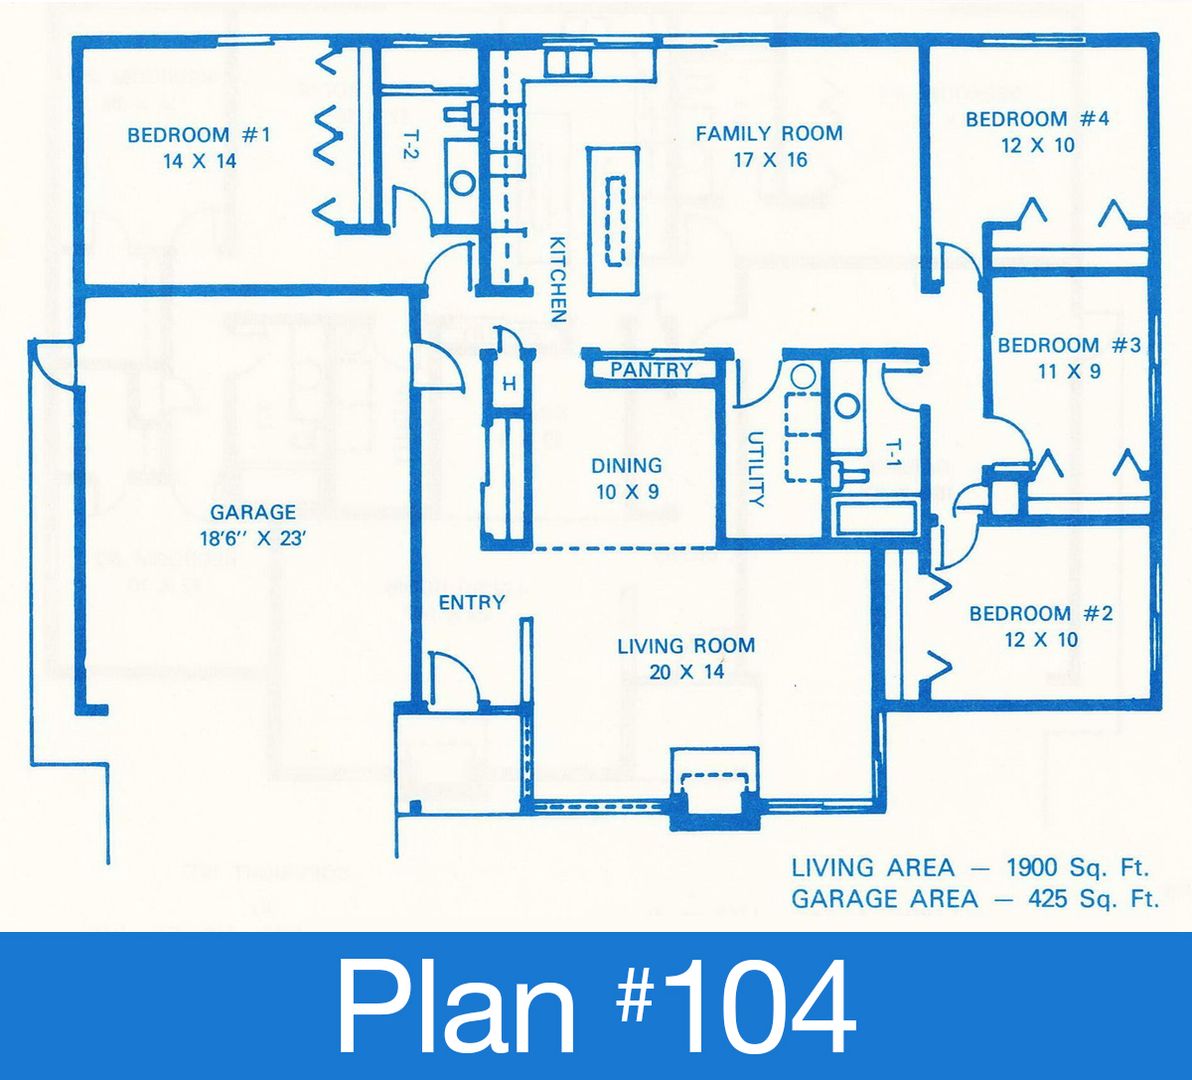 BEDROOM #1
14 X 14
T-2
KITCHEN
FAMILY ROOM
17 X 16
BEDROOM #4
12 X 10
BEDROOM #3
11 X 9
H
PANTRY
DINING
10 X 9
UTILITY
T-1
GARAGE
18'6'' X 23'
ENTRY
LIVING ROOM
20 X 14
BEDROOM #2
12 X 10
LIVING AREA — 1900 Sq. Ft.
GARAGE AREA — 425 Sq. Ft.
Plan #104